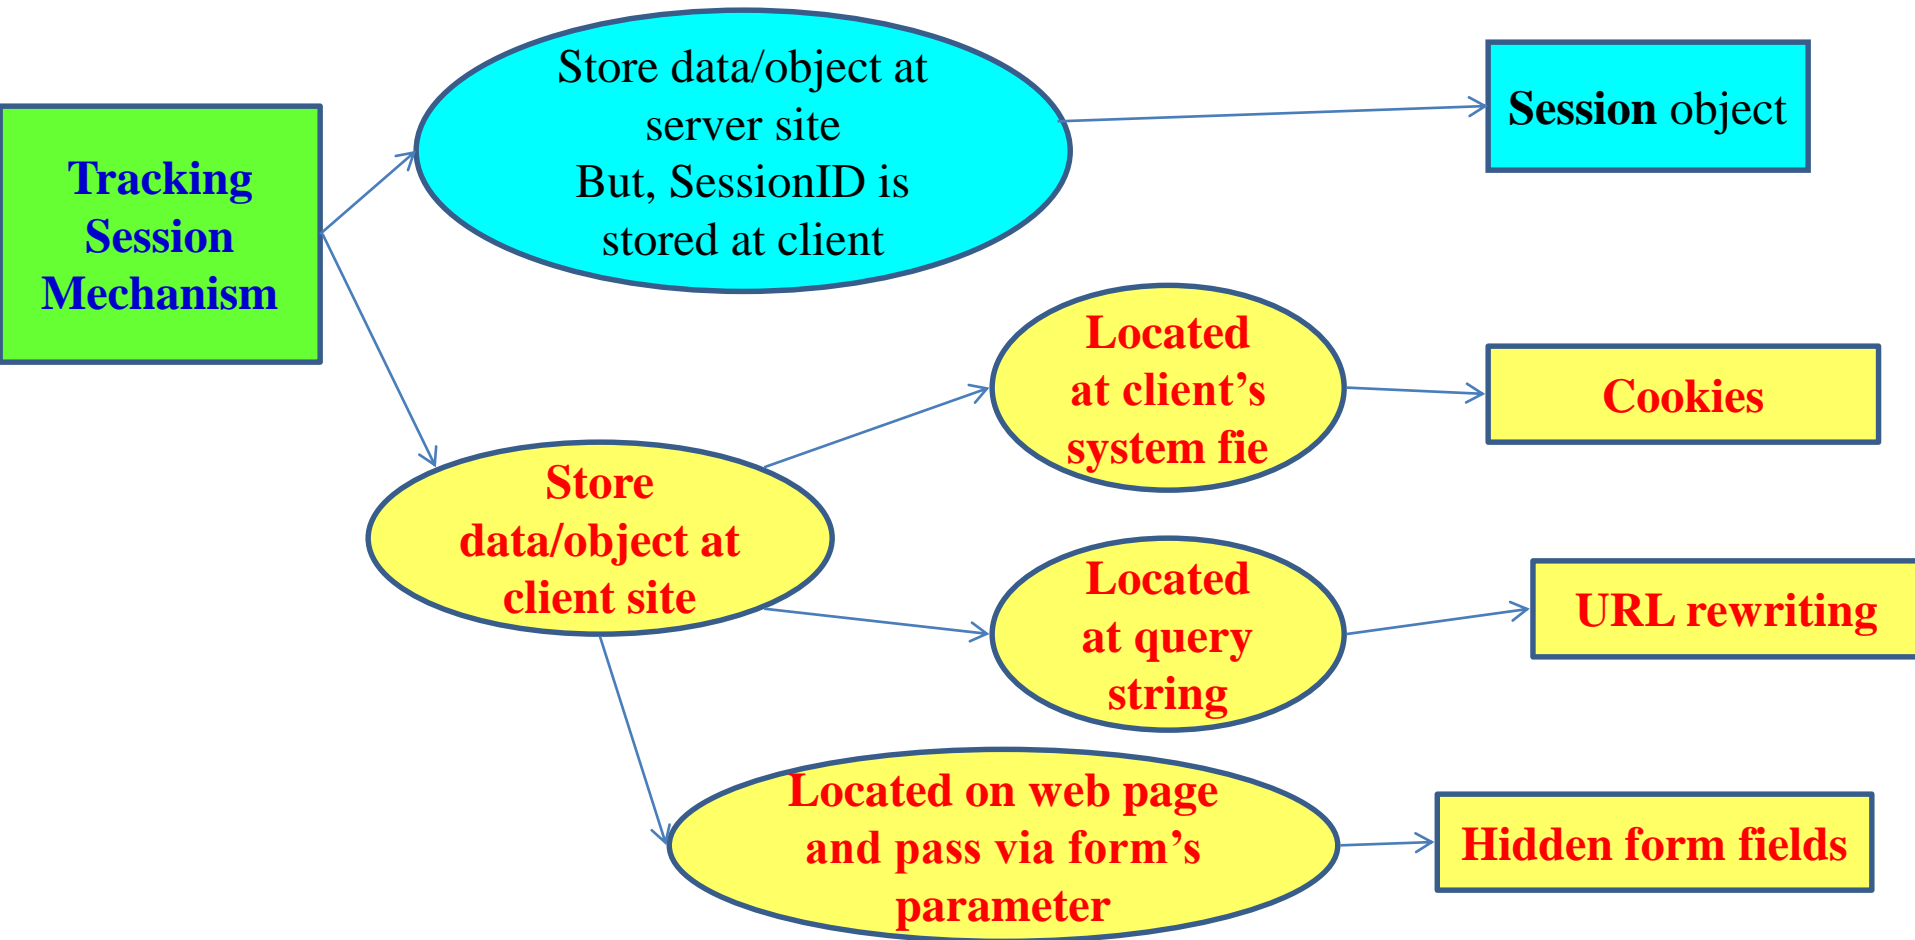 Tracking
Session
Mechanism
Store data/object at
server site
But, SessionID is
stored at client
Session object
Store
data/object at
client site
Located
at client’s
system fie
Cookies
Located
at query
string
URL rewriting
Located on web page
and pass via form’s
parameter
Hidden form fields